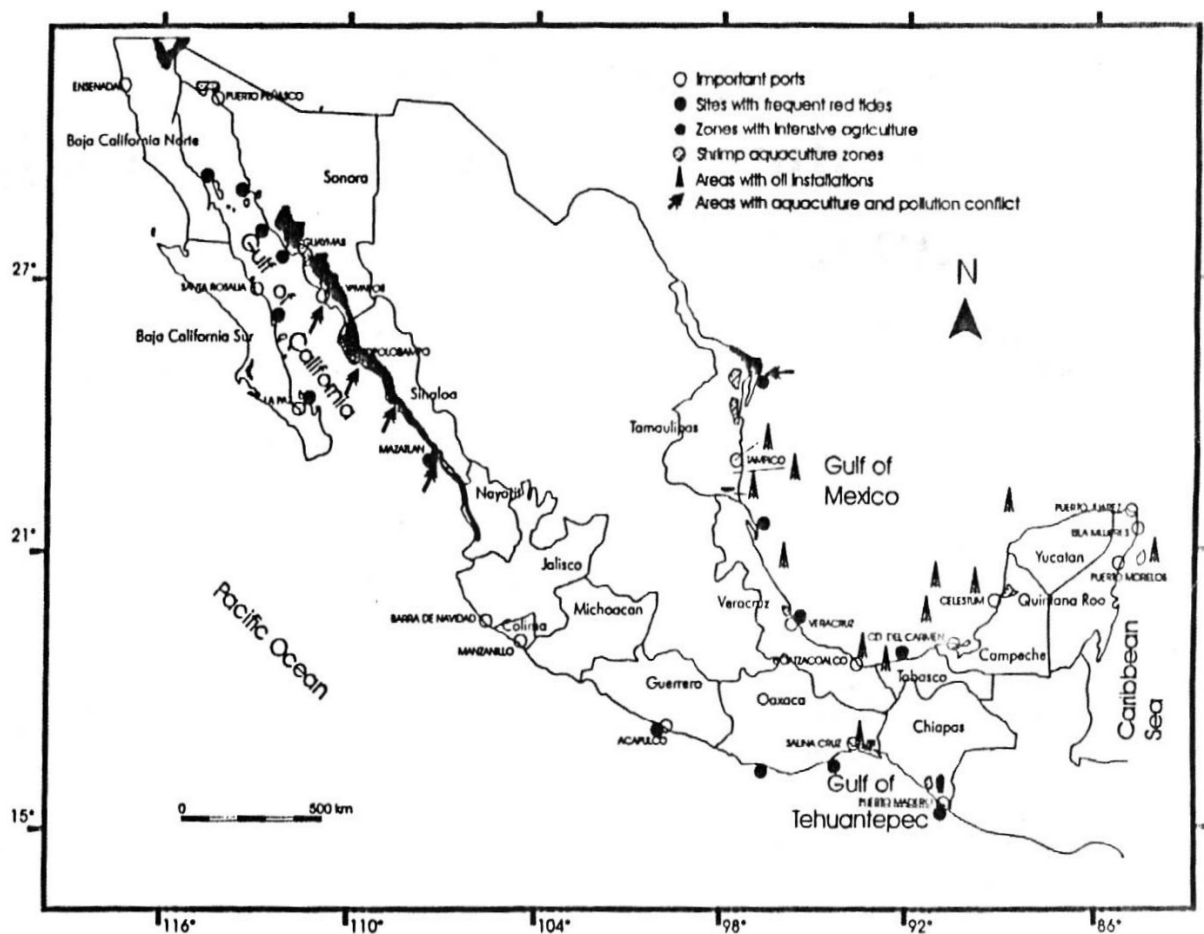 Important ports
Sites with frequent red tides
Zones with intensive agriculture
Shrimp aquaculture zones
Areas with oil installations
Areas with aquaculture and pollution conflict
N
ENSENADA
PUERTO PEÑASCO
Baja California Norte
Sonora
GUAYMAS
Gulf
27°
SANTA ROSALIA
YAVAROS
Baja California Sur
California
TOPOLOBAMPO
Sinaloa
LA PAZ
MAZATLAN
Tamaulipas
TAMPICO
Gulf of
Mexico
Nayarit
PUERTO JUAREZ
ISLA MUJERES
21°
Yucatan
PUERTO MORELOS
Jalisco
Pacific Ocean
Michoacan
Veracruz
CELESTUM
Quintana Roo
BARRA DE NAVIDAD
Colima
VERACRUZ
MANZANILLO
CD. DEL CARMEN
Campeche
COATZACOALCO
Tabasco
Guerrero
Oaxaca
Chiapas
Caribbean
Sea
ACAPULCO
SALINA CRUZ
Gulf of
Tehuantepec
PUERTO MADERO
0 500 km
15°
116° 110° 104° 98° 92° 86°